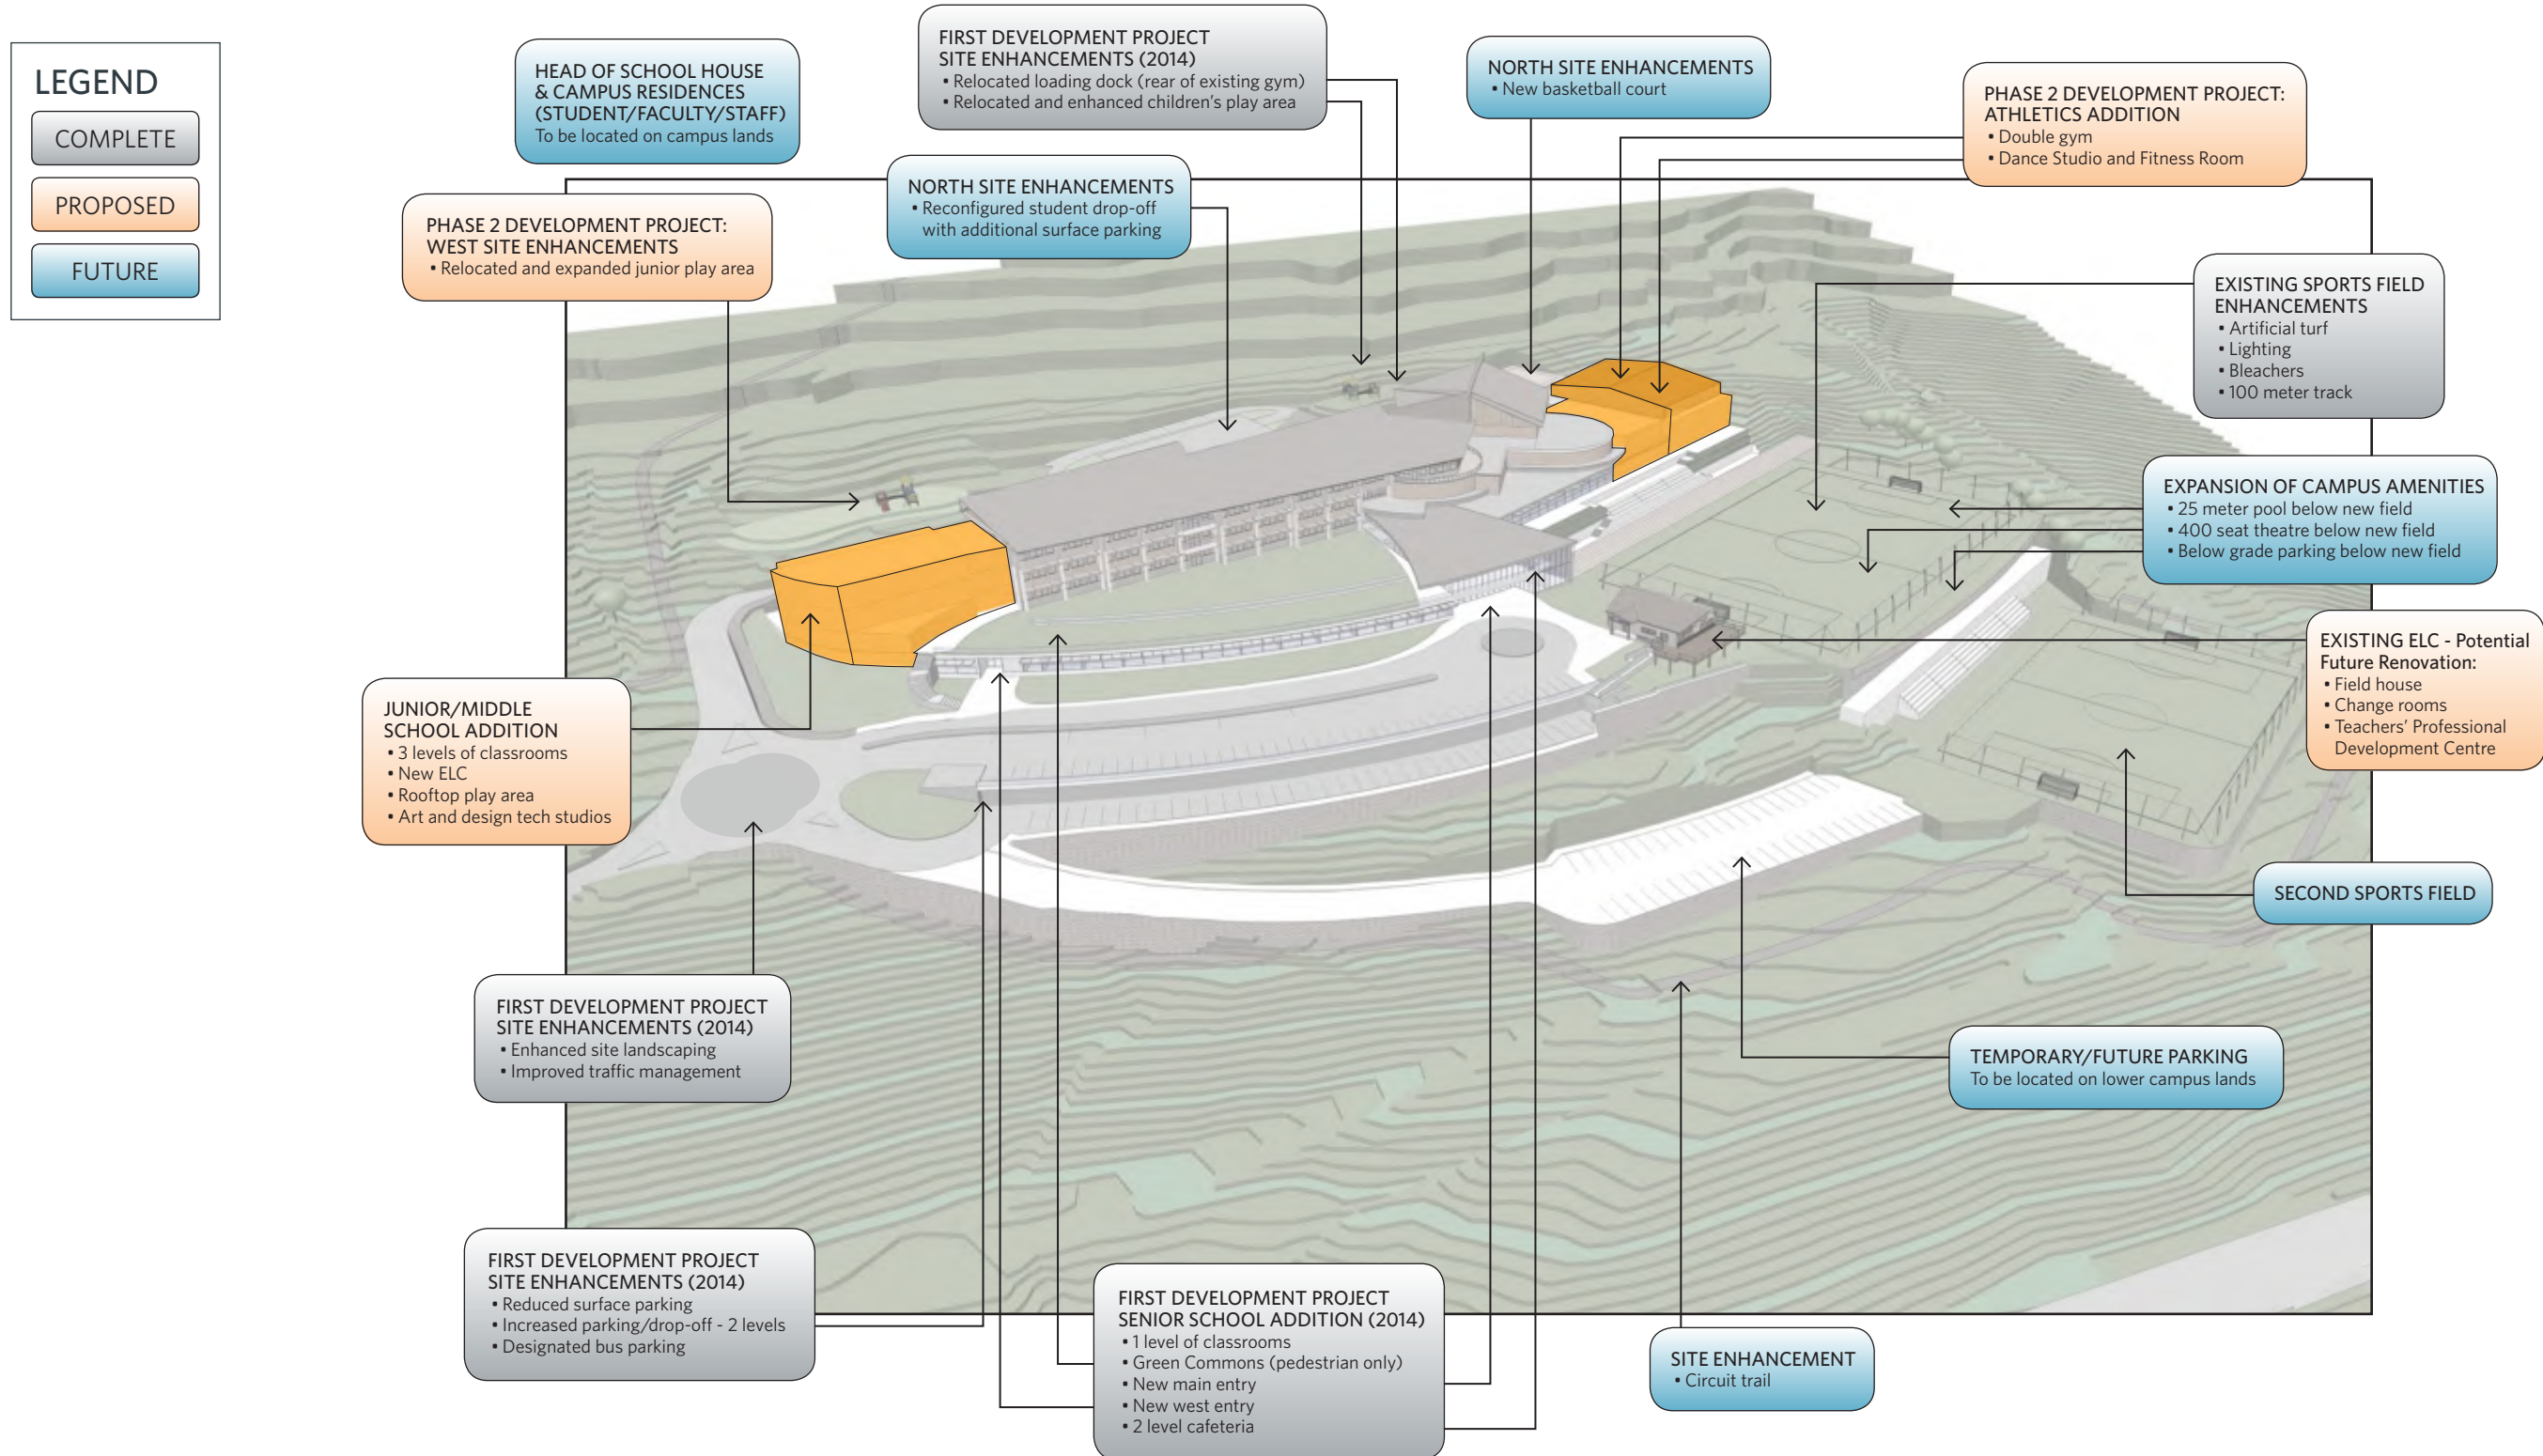 LEGEND
COMPLETE
PROPOSED
FUTURE
HEAD OF SCHOOL HOUSE
& CAMPUS RESIDENCES
(STUDENT/FACULTY/STAFF)
To be located on campus lands
FIRST DEVELOPMENT PROJECT
SITE ENHANCEMENTS (2014)
• Relocated loading dock (rear of existing gym)
• Relocated and enhanced children's play area
NORTH SITE ENHANCEMENTS
• New basketball court
PHASE 2 DEVELOPMENT PROJECT:
ATHLETICS ADDITION
• Double gym
• Dance Studio and Fitness Room
NORTH SITE ENHANCEMENTS
• Reconfigured student drop-off
with additional surface parking
PHASE 2 DEVELOPMENT PROJECT:
WEST SITE ENHANCEMENTS
• Relocated and expanded junior play area
EXISTING SPORTS FIELD
ENHANCEMENTS
• Artificial turf
• Lighting
• Bleachers
• 100 meter track
EXPANSION OF CAMPUS AMENITIES
• 25 meter pool below new field
• 400 seat theatre below new field
• Below grade parking below new field
EXISTING ELC - Potential
Future Renovation:
• Field house
• Change rooms
• Teachers' Professional
Development Centre
JUNIOR/MIDDLE
SCHOOL ADDITION
• 3 levels of classrooms
• New ELC
• Rooftop play area
• Art and design tech studios
SECOND SPORTS FIELD
FIRST DEVELOPMENT PROJECT
SITE ENHANCEMENTS (2014)
• Enhanced site landscaping
• Improved traffic management
TEMPORARY/FUTURE PARKING
To be located on lower campus lands
FIRST DEVELOPMENT PROJECT
SITE ENHANCEMENTS (2014)
• Reduced surface parking
• Increased parking/drop-off - 2 levels
• Designated bus parking
FIRST DEVELOPMENT PROJECT
SENIOR SCHOOL ADDITION (2014)
• 1 level of classrooms
• Green Commons (pedestrian only)
• New main entry
• New west entry
• 2 level cafeteria
SITE ENHANCEMENT
• Circuit trail